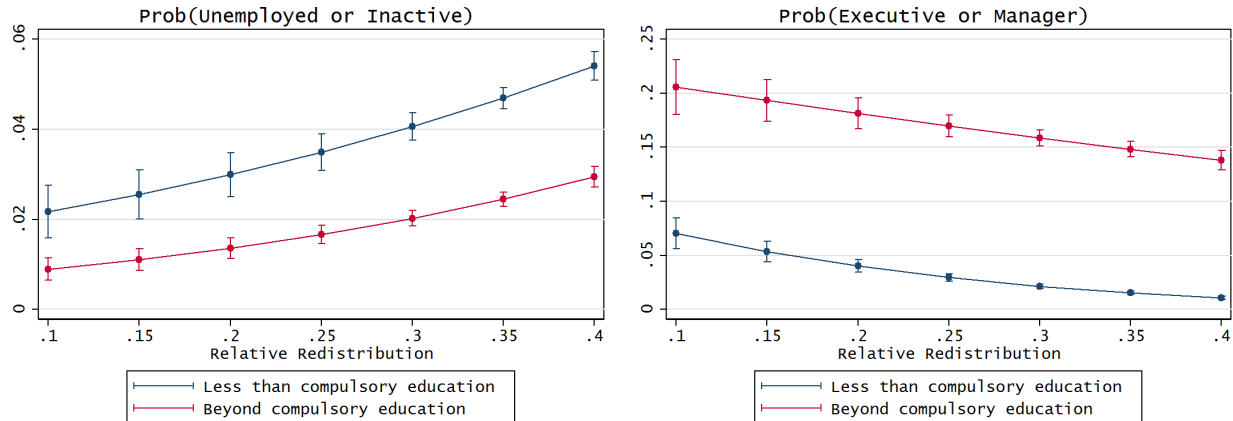 Prob(Unemployed or Inactive)
.06
.04
.02
0
.1 .15 .2 .25 .3 .35 .4
Relative Redistribution
Less than compulsory education
Beyond compulsory education
Prob(Executive or Manager)
.25
.2
.15
.1
.05
0
.1 .15 .2 .25 .3 .35 .4
Relative Redistribution
Less than compulsory education
Beyond compulsory education